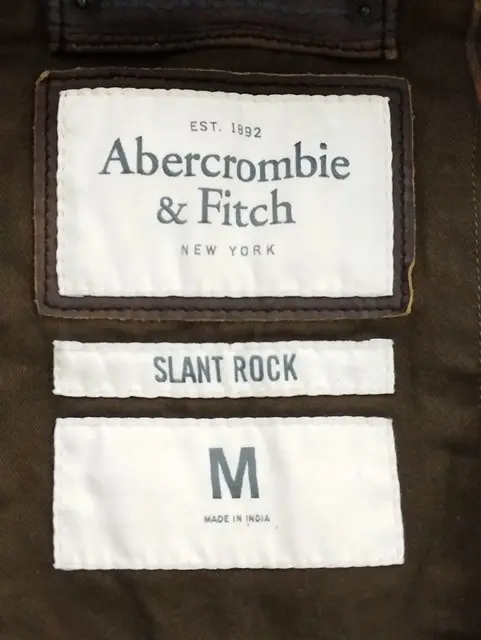 EST. 1892
Abercrombie
& Fitch
NEW YORK
SLANT ROCK
M
MADE IN INDIA